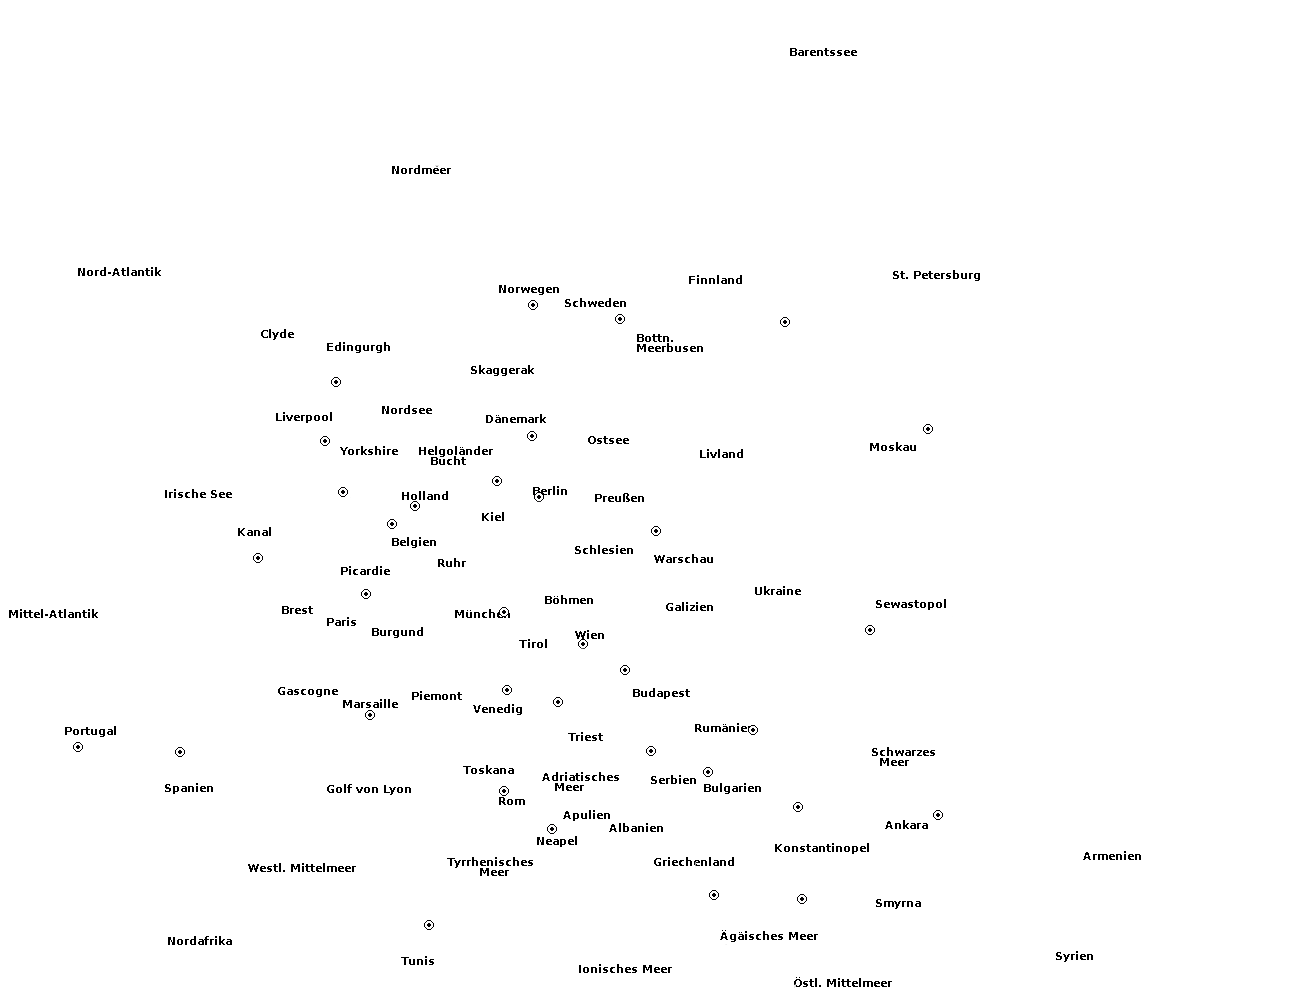 Barentssee
Nordméer
Nord-Atlantik
St. Petersburg
Finnland
Norwegen
Schweden
Clyde
Bottn.
Meerbusen
Edingurgh
Skaggerak
Nordsee
Liverpool
Dänemark
Ostsee
Moskau
Yorkshire
Helgoländer
Bucht
Livland
Berlin
Irische See
Holland
Preußen
Kiel
Kanal
Belgien
Schlesien
Warschau
Ruhr
Picardie
Ukraine
Böhmen
Sewastopol
Galizien
Brest
Mittel-Atlantik
München
Paris
Burgund
Wien
Tirol
Gascogne
Budapest
Piemont
Marsaille
Venedig
Rumänien
Portugal
Triest
Schwarzes
Meer
Toskana
Adriatisches
Meer
Serbien
Spanien
Golf von Lyon
Bulgarien
Rom
Apulien
Ankara
Albanien
Neapel
Konstantinopel
Armenien
Tyrrhenisches
Meer
Griechenland
Westl. Mittelmeer
Smyrna
Ägäisches Meer
Nordafrika
Syrien
Tunis
Ionisches Meer
Östl. Mittelmeer